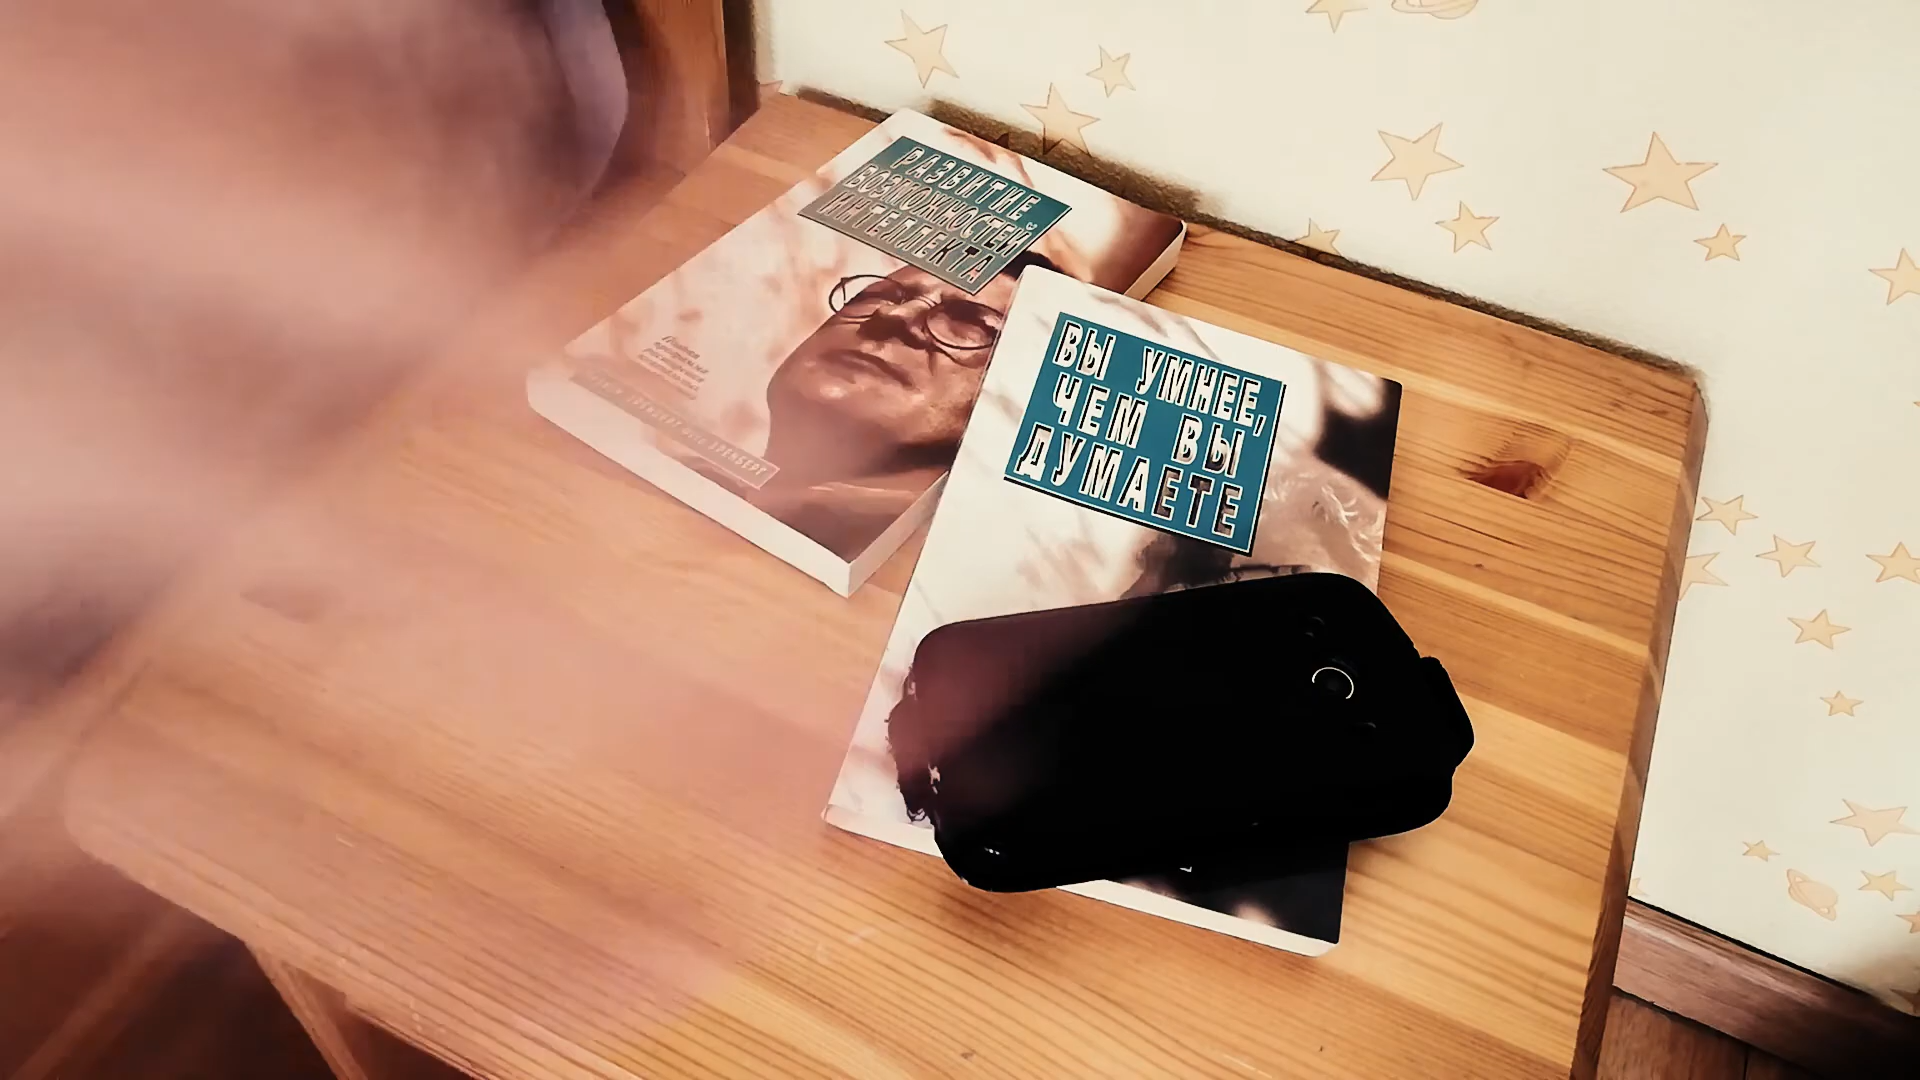 РАЗВИТИЕ
ВОЗМОЖНОСТЕЙ
ИНТЕЛЛЕКТА
ВЫ УМНЕЕ,
ЧЕМ ВЫ
ДУМАЕТЕ